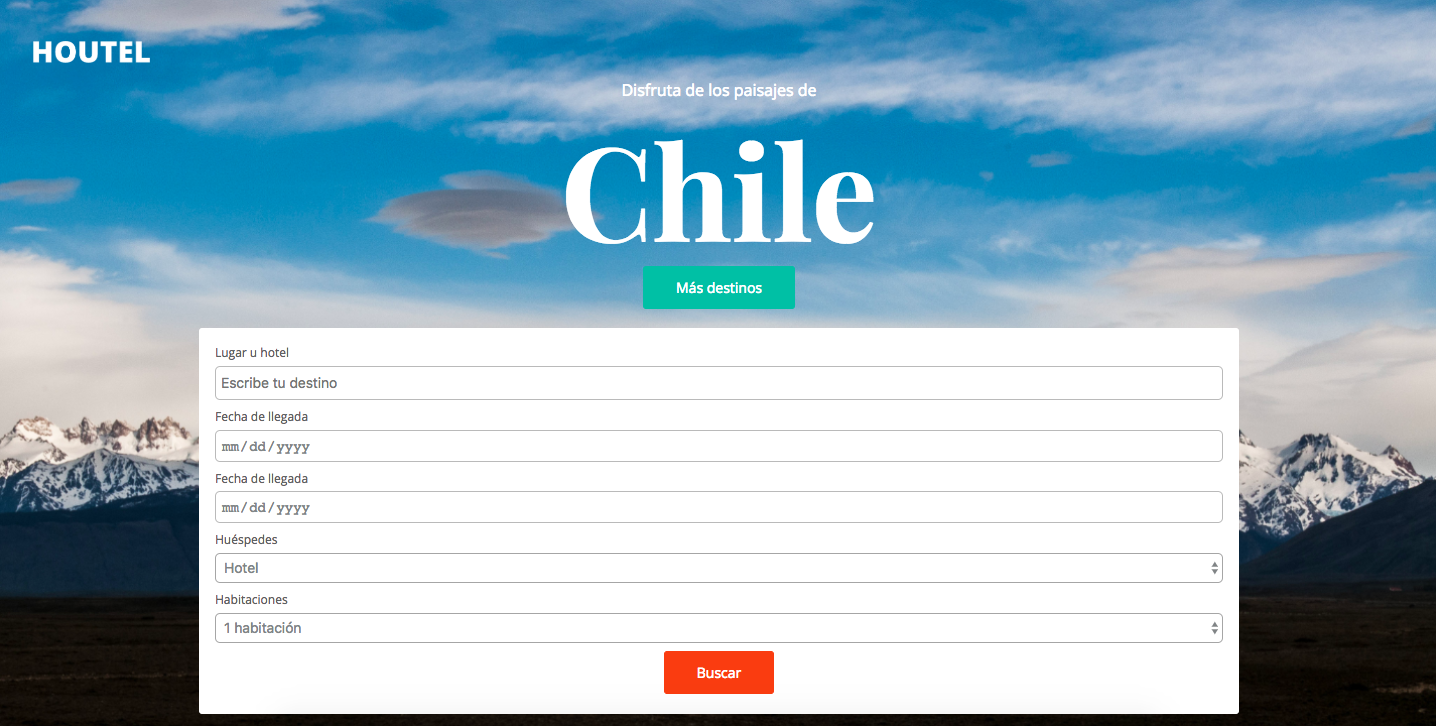 HOUTEL
Disfruta de los paisajes de
Chile
Más destinos
Lugar u hotel
Escribe tu destino
Fecha de llegada
mm/dd/yyyy
Fecha de llegada
mm/dd/yyyy
Huéspedes
Hotel
Habitaciones
1 habitación
Buscar